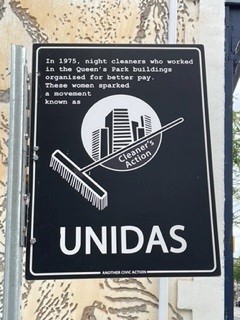 In 1975, night cleaners who worked
in the Queen's Park buildings
organized for better pay.
These women sparked
a movement
known as
Cleaner's
Action
UNIDAS
ANOTHER CIVIC ACTION